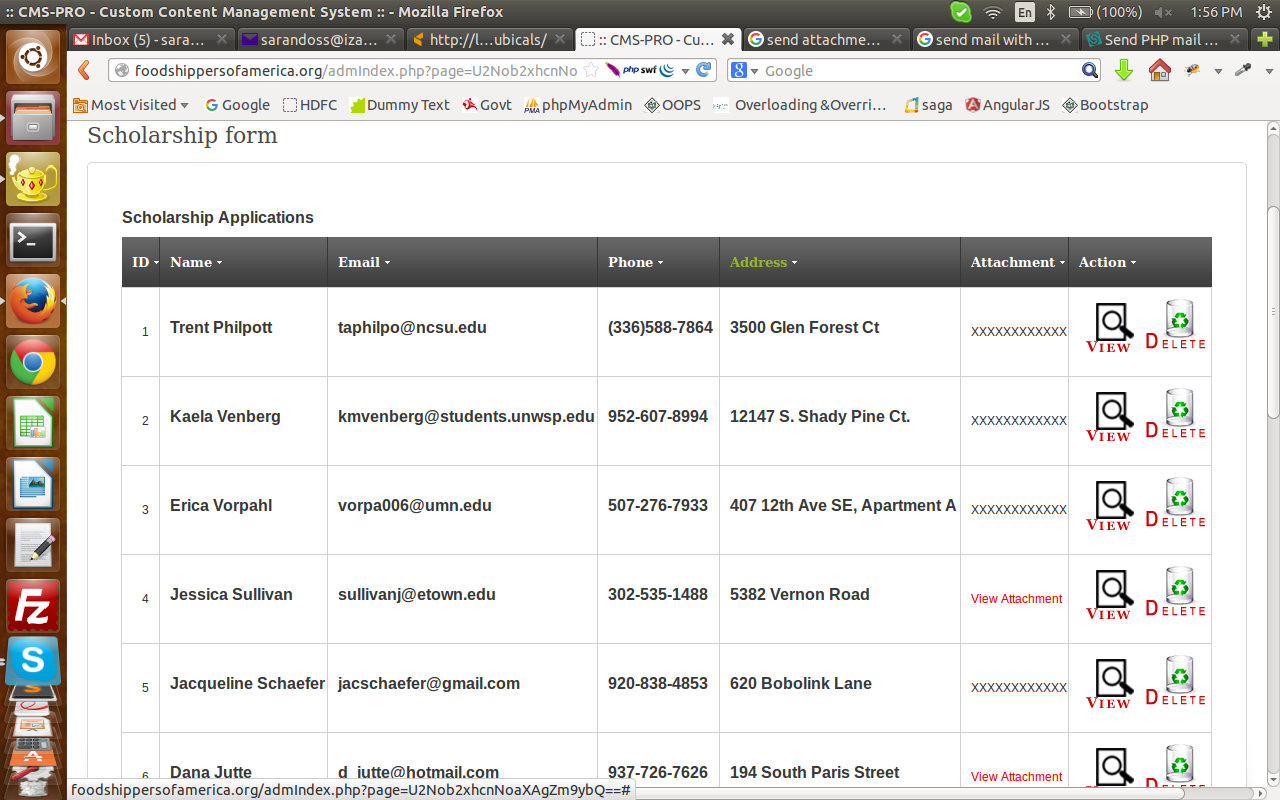 :: CMS-PRO - Custom Content Management System :: - Mozilla Firefox
En (100%) 1:56 PM
Inbox (5) - sara... sarandoss@iza... http://l...ubicals/ :: CMS-PRO - Cu... send attachme... send mail with ... Send PHP mail ...
foodshippersofamerica.org/admIndex.php?page=U2Nob2xhcnNo php swf Google
Most Visited Google HDFC Dummy Text Govt phpMyAdmin OOPS Overloading &Overri... saga AngularJS Bootstrap
Scholarship form
Scholarship Applications
ID Name Email Phone Address Attachment Action
1 Trent Philpott taphilpo@ncsu.edu (336)588-7864 3500 Glen Forest Ct XXXXXXXXXXXX VIEW DELETE
2 Kaela Venberg kmvenberg@students.unwsp.edu 952-607-8994 12147 S. Shady Pine Ct. XXXXXXXXXXXX VIEW DELETE
3 Erica Vorpahl vorpa006@umn.edu 507-276-7933 407 12th Ave SE, Apartment A XXXXXXXXXXXX VIEW DELETE
4 Jessica Sullivan sullivanj@etown.edu 302-535-1488 5382 Vernon Road View Attachment VIEW DELETE
5 Jacqueline Schaefer jacschaefer@gmail.com 920-838-4853 620 Bobolink Lane XXXXXXXXXXXX VIEW DELETE
6 Dana Jutte d_jutte@hotmail.com 937-726-7626 194 South Paris Street View Attachment
foodshippersofamerica.org/admIndex.php?page=U2Nob2xhcnNoaXAgZm9ybQ==#